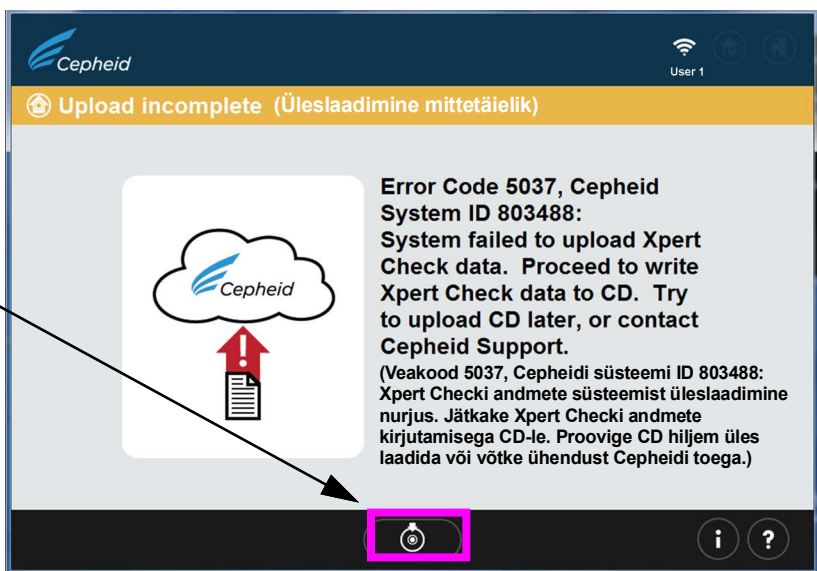 Cepheid
User 1
Upload incomplete (Üleslaadimine mittetäielik)
Cepheid
Error Code 5037, Cepheid
System ID 803488:
System failed to upload Xpert
Check data. Proceed to write
Xpert Check data to CD. Try
to upload CD later, or contact
Cepheid Support.
(Veakood 5037, Cepheidi süsteemi ID 803488:
Xpert Checki andmete süsteemist üleslaadimine
nurjus. Jätkake Xpert Checki andmete
kirjutamisega CD-le. Proovige CD hiljem üles
laadida või võtke ühendust Cepheidi toega.)
i ?